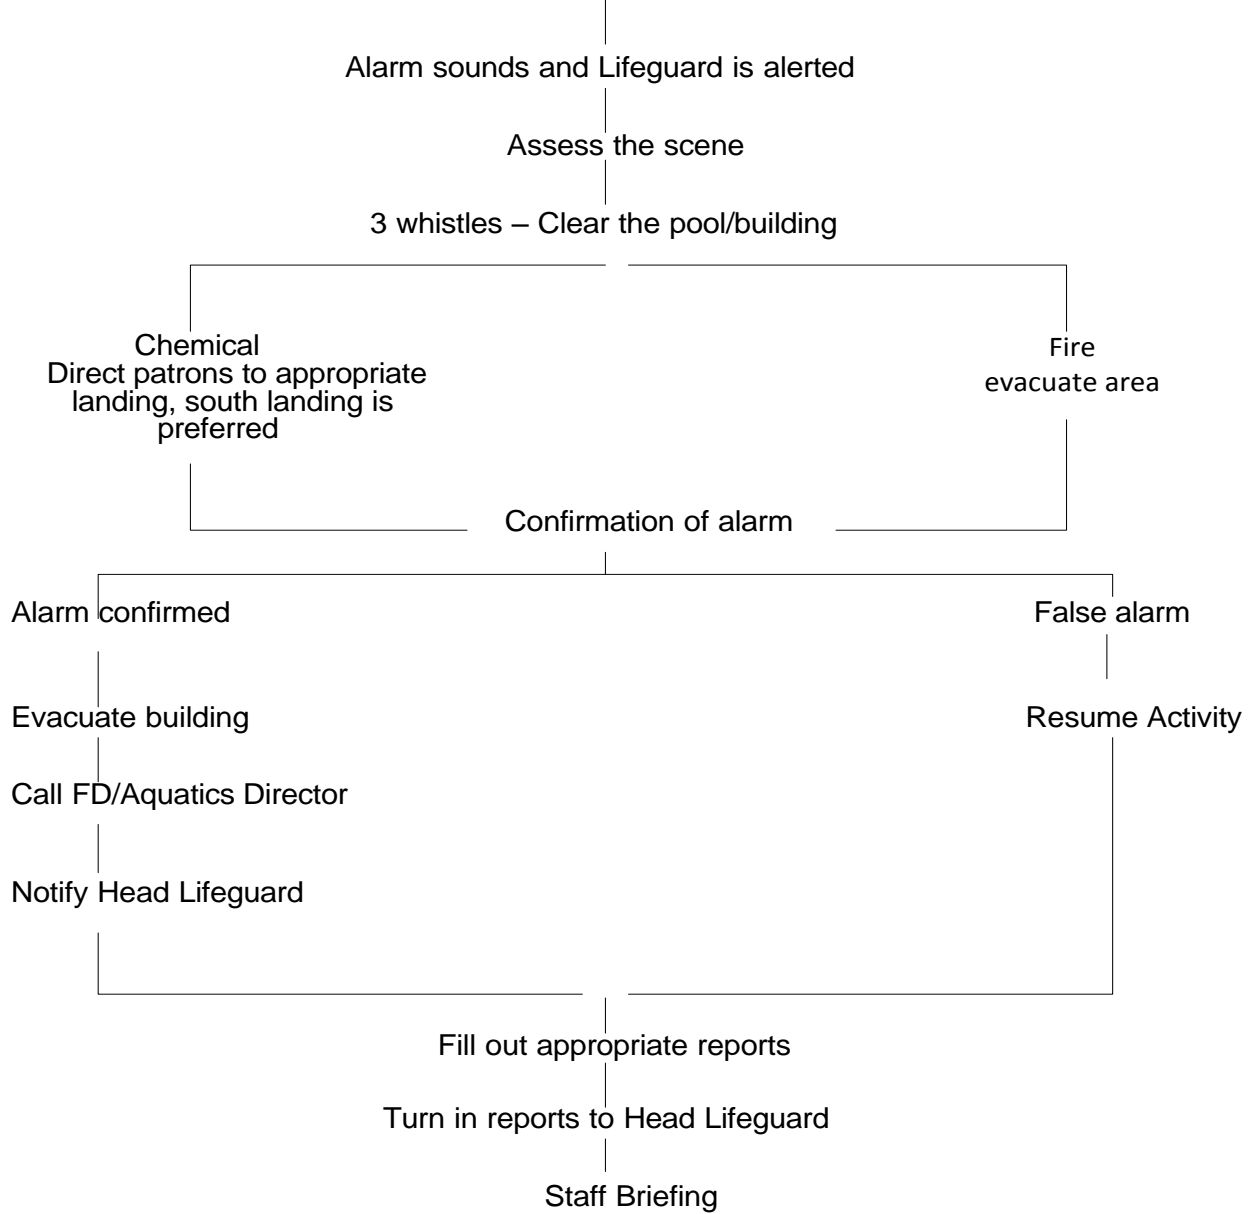 Alarm sounds and Lifeguard is alerted
Assess the scene
3 whistles – Clear the pool/building
Chemical
Direct patrons to appropriate
landing, south landing is
preferred
Fire
evacuate area
Confirmation of alarm
Alarm confirmed
False alarm
Evacuate building
Resume Activity
Call FD/Aquatics Director
Notify Head Lifeguard
Fill out appropriate reports
Turn in reports to Head Lifeguard
Staff Briefing